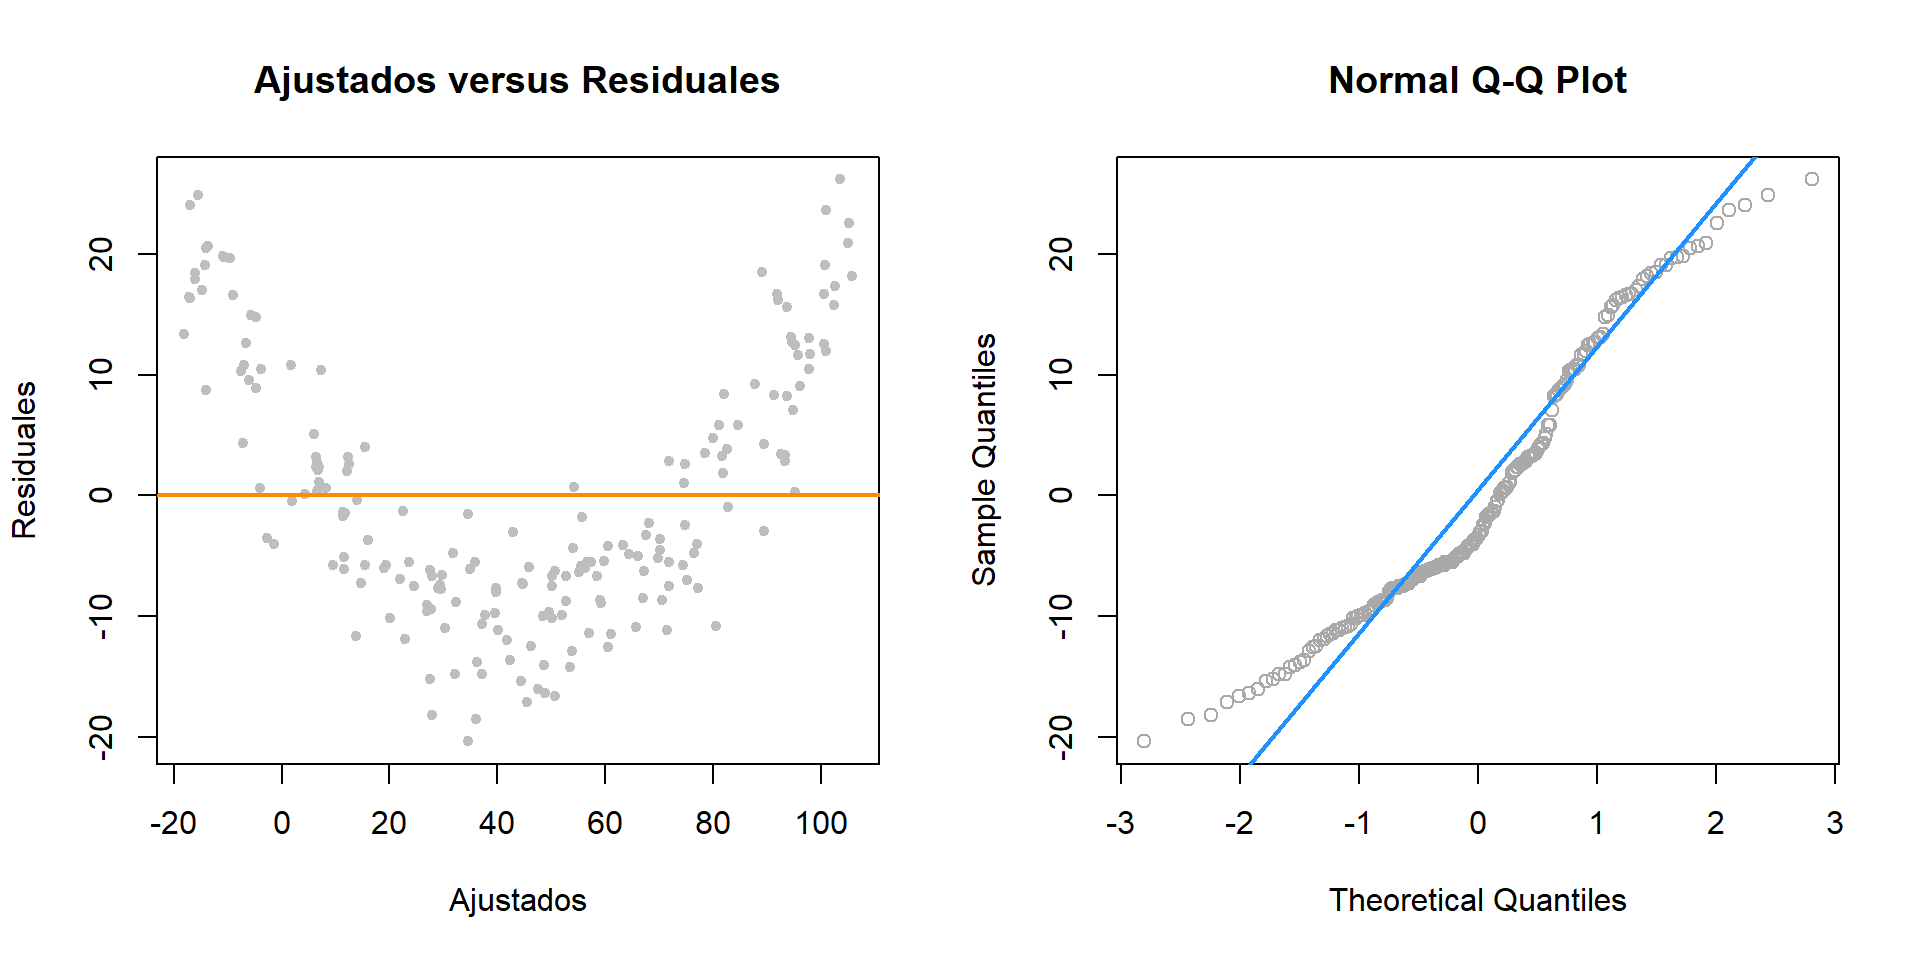 Ajustados versus Residuales
Residuales
20
10
0
-10
-20
-20 0 20 40 60 80 100
Ajustados
Normal Q-Q Plot
Sample Quantiles
20
10
0
-10
-20
-3 -2 -1 0 1 2 3
Theoretical Quantiles